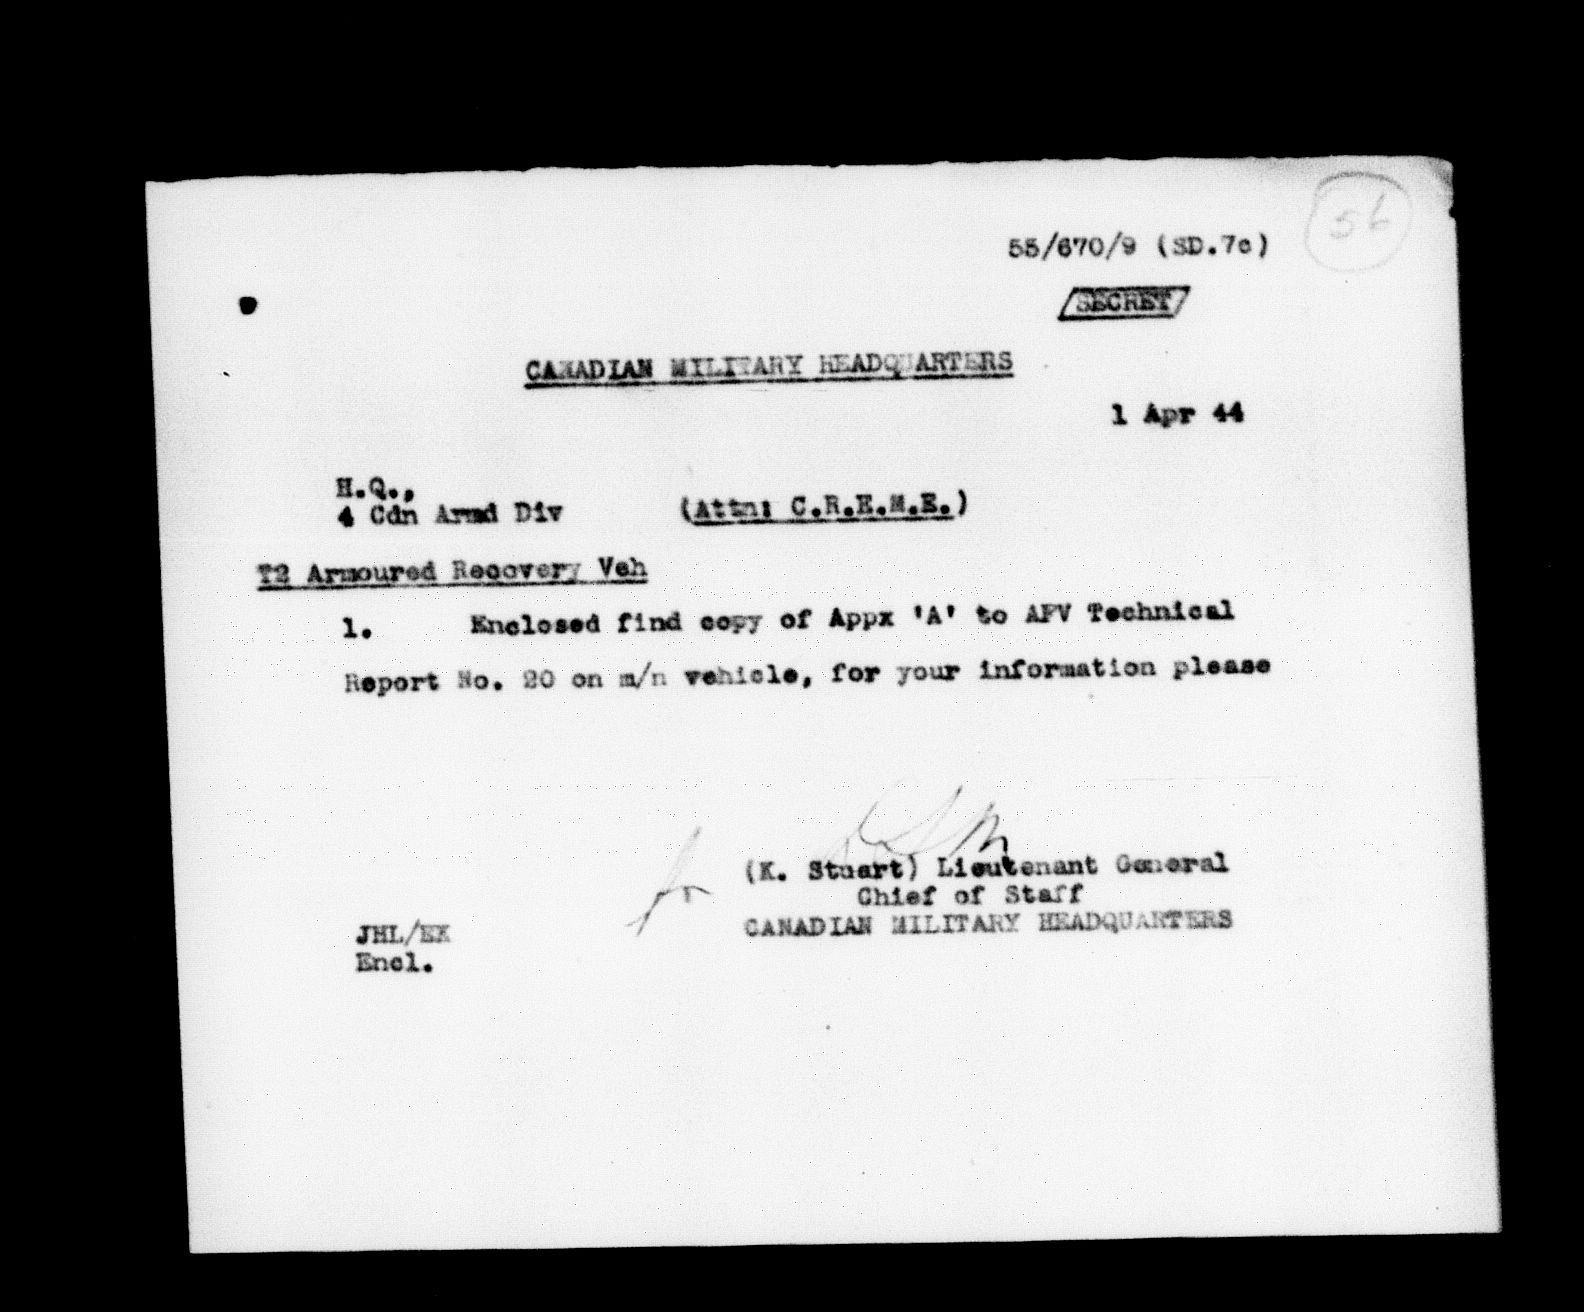 56
55/670/9 (SD.7c)
SECRET
CANADIAN MILITARY HEADQUARTERS
1 Apr 44
H.Q.,
4 Cdn Armd Div (Attn: C.R.E.M.E.)
T2 Armoured Recovery Veh
1. Enclosed find copy of Appx 'A' to AFV Technical
Report No. 20 on m/n vehicle, for your information please
for
(K. Stuart) Lieutenant General
Chief of Staff
CANADIAN MILITARY HEADQUARTERS
JHL/EK
Encl.